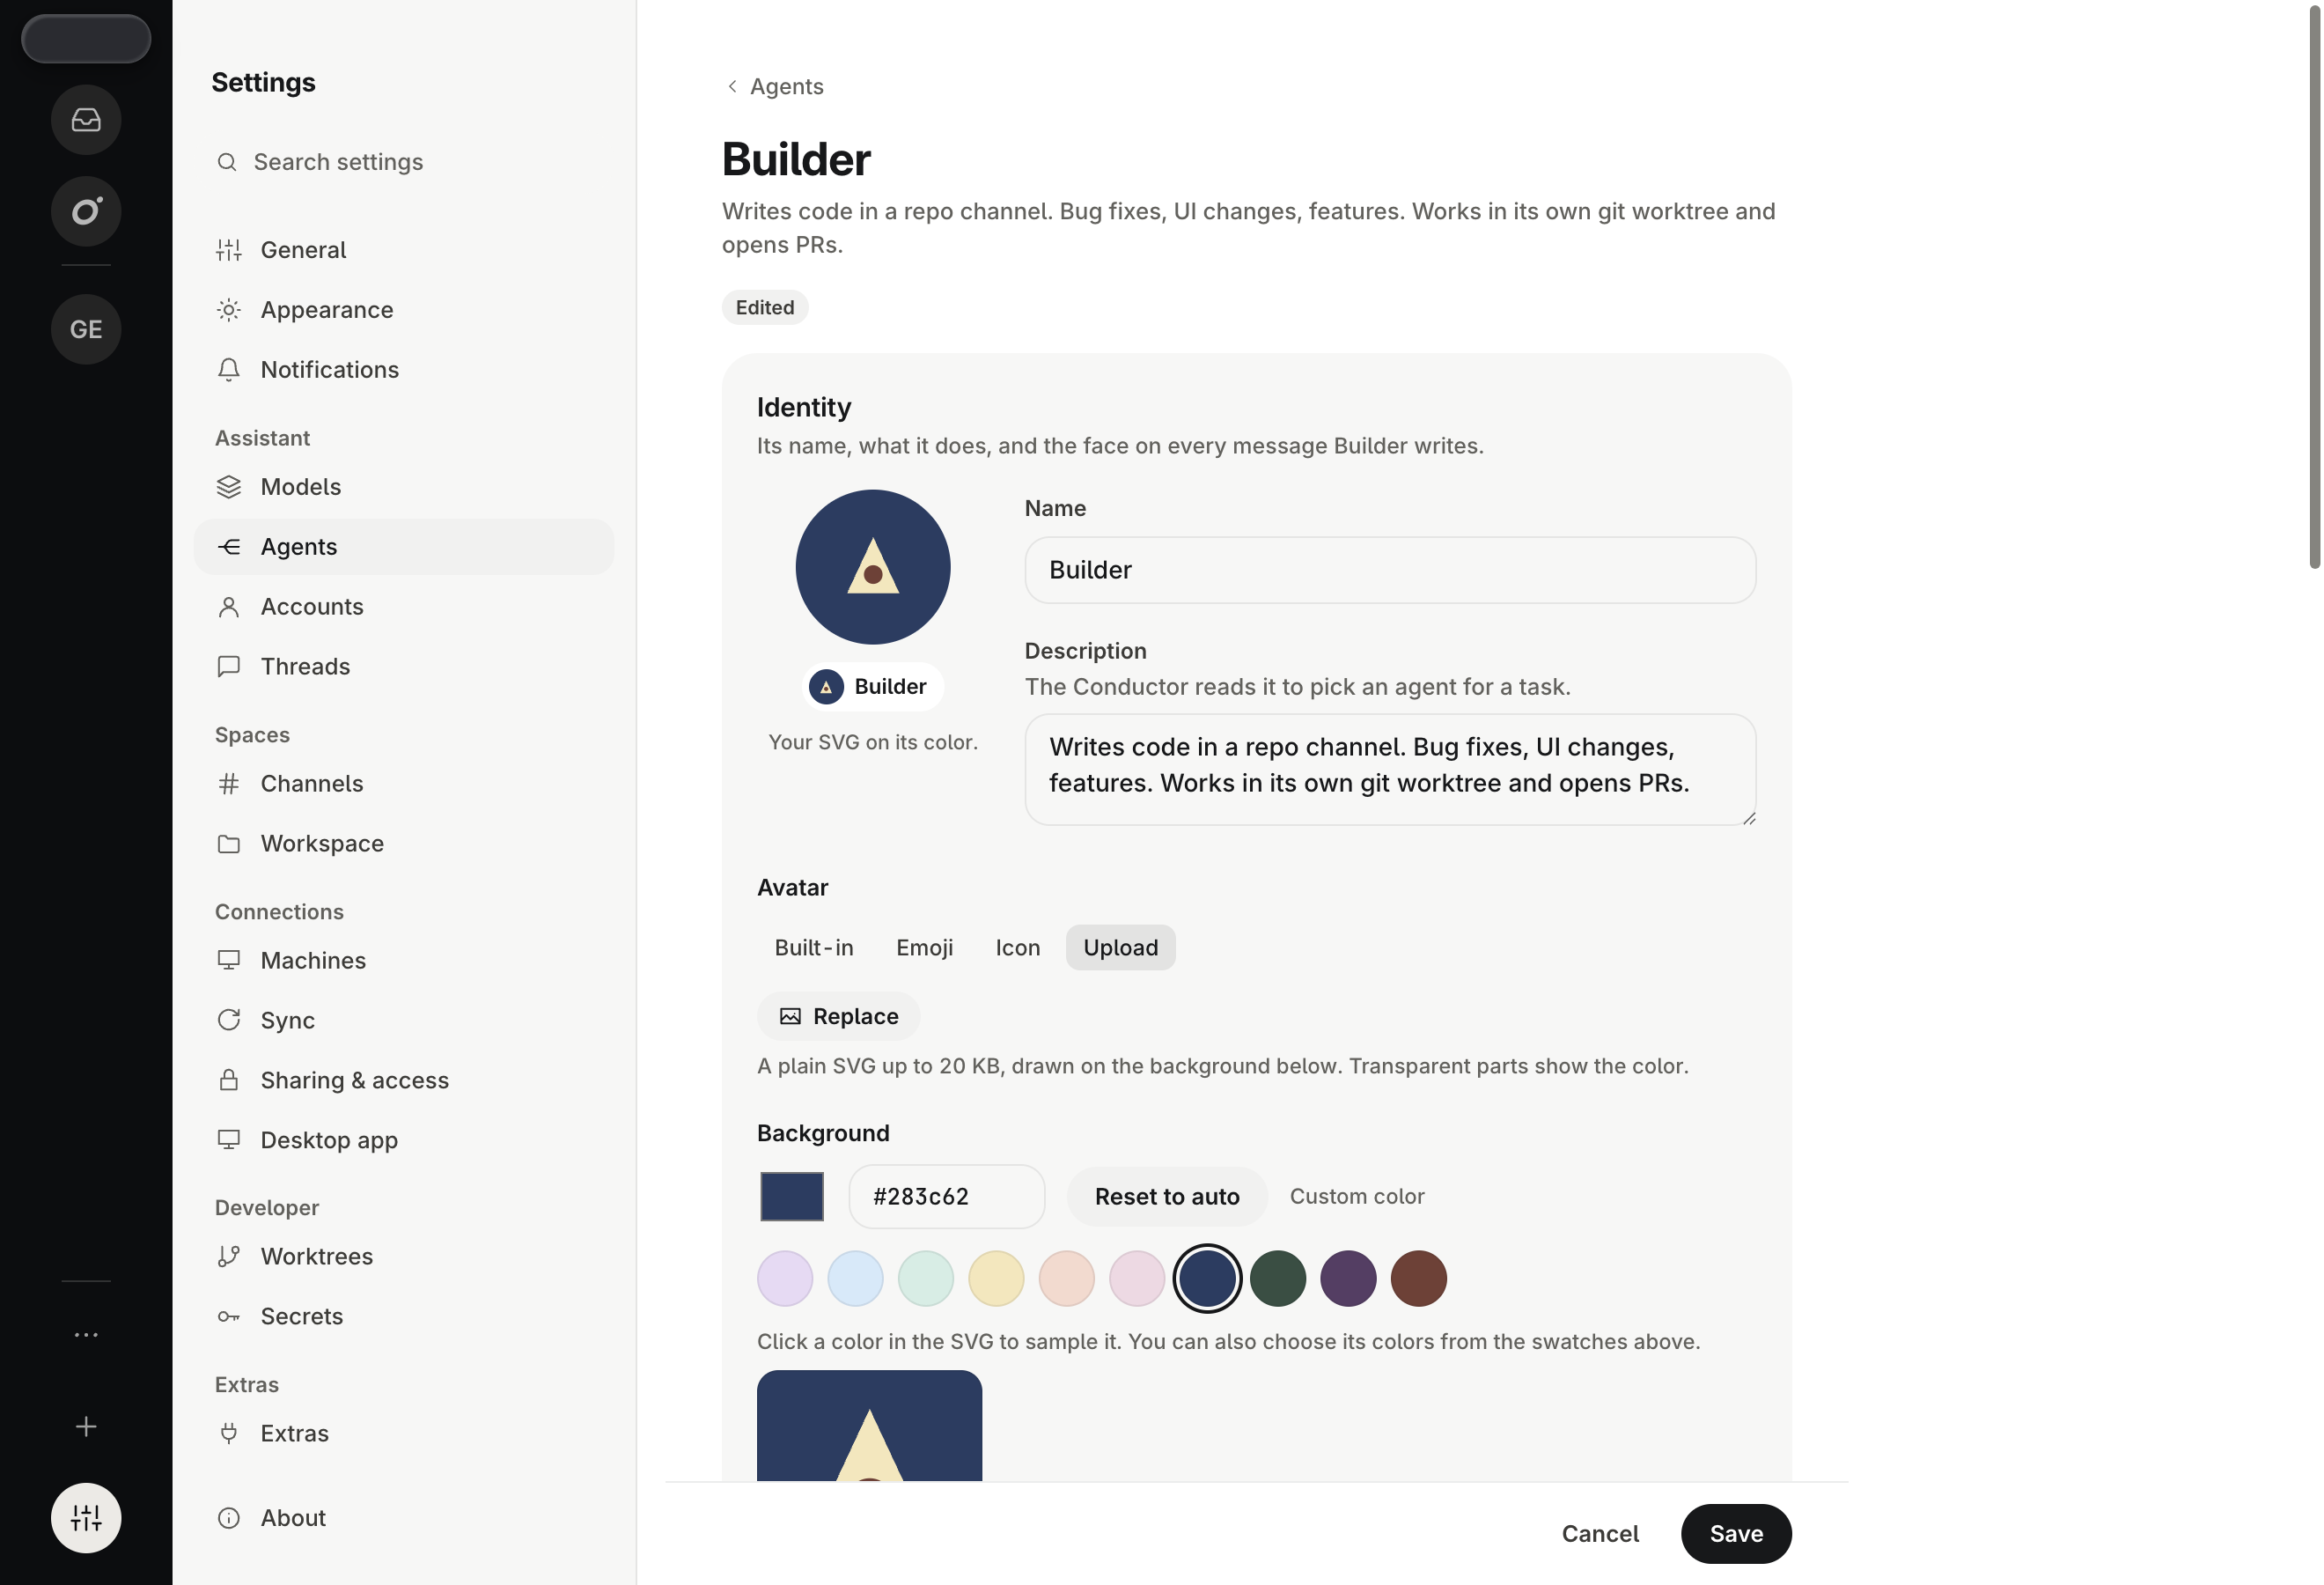 Settings
Search settings
General
Appearance
Notifications
Assistant
Models
Agents
Accounts
Threads
Spaces
Channels
Workspace
Connections
Machines
Sync
Sharing & access
Desktop app
Developer
Worktrees
Secrets
Extras
Extras
About
GE
Agents
Builder
Writes code in a repo channel. Bug fixes, UI changes, features. Works in its own git worktree and
opens PRs.
Edited
Identity
Its name, what it does, and the face on every message Builder writes.
Builder
Your SVG on its color.
Name
Builder
Description
The Conductor reads it to pick an agent for a task.
Writes code in a repo channel. Bug fixes, UI changes,
features. Works in its own git worktree and opens PRs.
Avatar
Built-in Emoji Icon Upload
Replace
A plain SVG up to 20 KB, drawn on the background below. Transparent parts show the color.
Background
#283c62 Reset to auto Custom color
Click a color in the SVG to sample it. You can also choose its colors from the swatches above.
Cancel Save